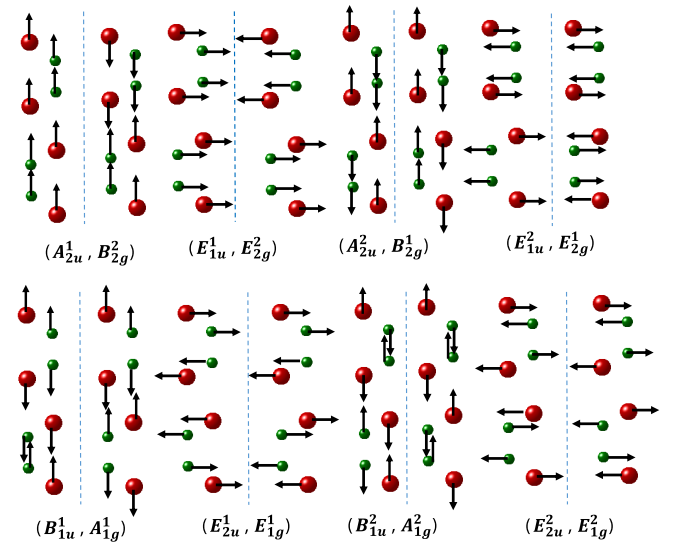 (A¹₂ᵤ , B²₂g) (E¹₁ᵤ , E²₂g) (A²₂ᵤ , B¹₂g) (E²₁ᵤ , E¹₂g)
(B¹₁ᵤ , A¹₁g) (E¹₂ᵤ , E¹₁g) (B²₁ᵤ , A²₁g) (E²₂ᵤ , E²₁g)